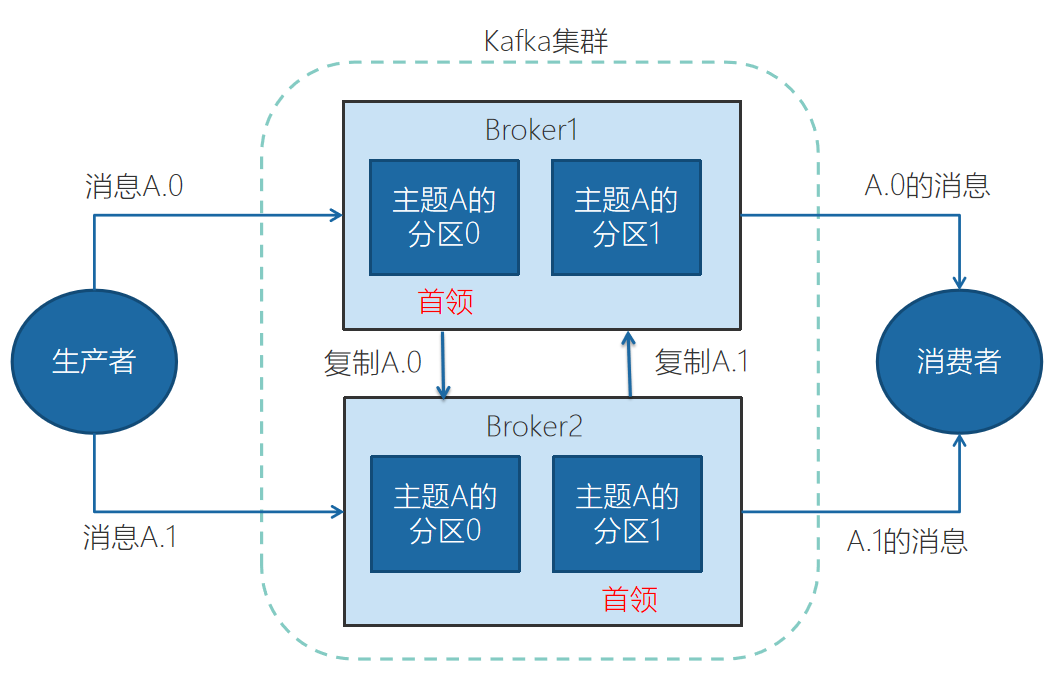 Kafka集群
Broker1
消息A.0
主题A的
分区0
主题A的
分区1
A.0的消息
首领
生产者
复制A.0
复制A.1
消费者
Broker2
主题A的
分区0
主题A的
分区1
消息A.1
A.1的消息
首领